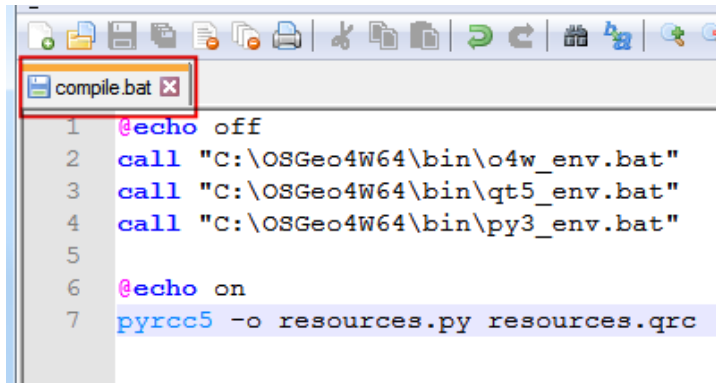 compile.bat
1 @echo off
2 call "C:\OSGeo4W64\bin\o4w_env.bat"
3 call "C:\OSGeo4W64\bin\qt5_env.bat"
4 call "C:\OSGeo4W64\bin\py3_env.bat"
5
6 @echo on
7 pyrcc5 -o resources.py resources.qrc